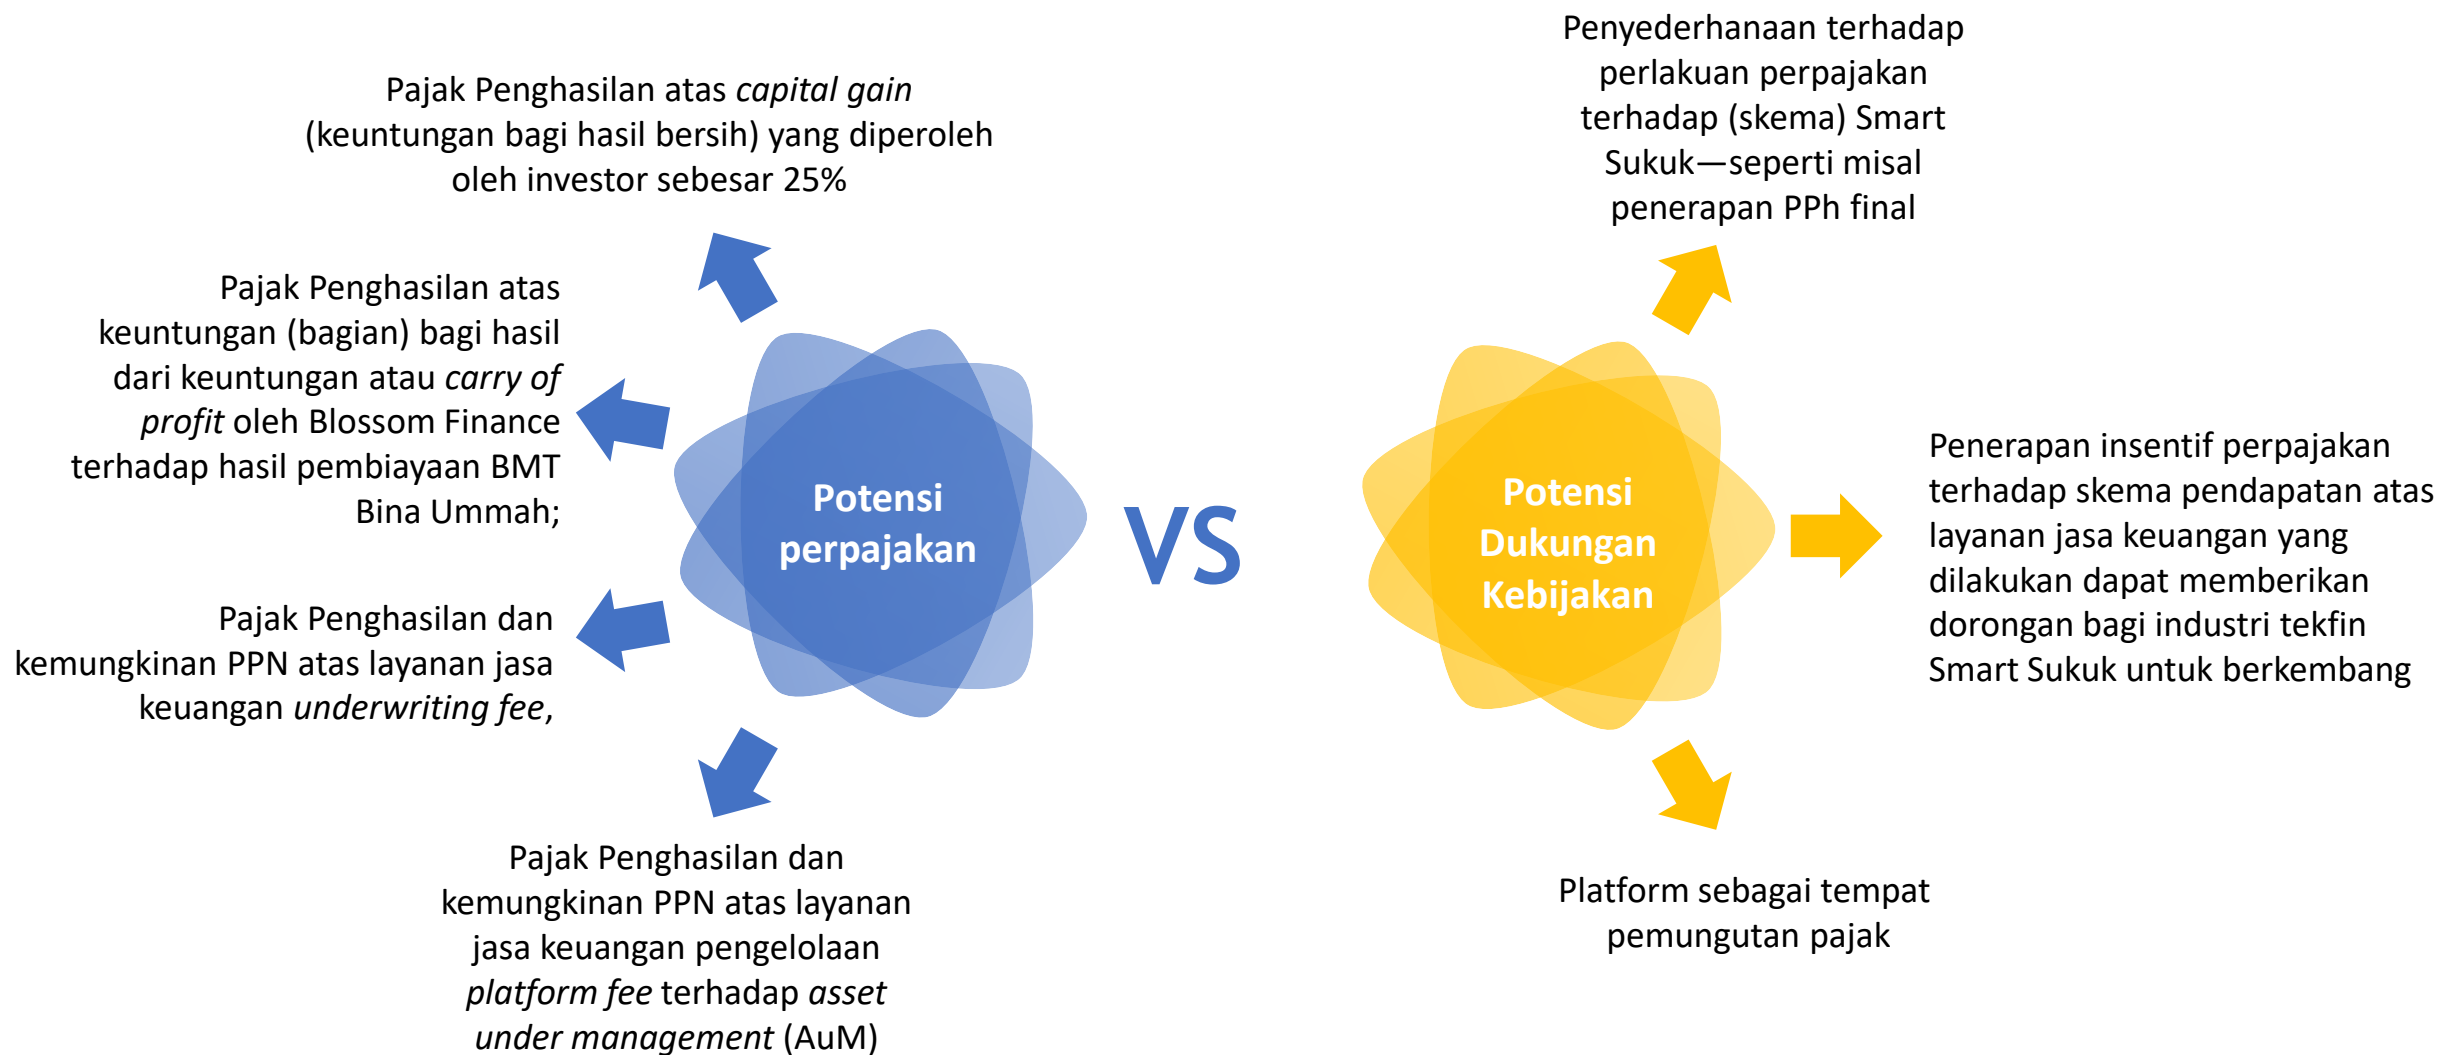 Pajak Penghasilan atas capital gain
(keuntungan bagi hasil bersih) yang diperoleh
oleh investor sebesar 25%
Pajak Penghasilan atas
keuntungan (bagian) bagi hasil
dari keuntungan atau carry of
profit oleh Blossom Finance
terhadap hasil pembiayaan BMT
Bina Ummah;
Pajak Penghasilan dan
kemungkinan PPN atas layanan jasa
keuangan underwriting fee,
Pajak Penghasilan dan
kemungkinan PPN atas layanan
jasa keuangan pengelolaan
platform fee terhadap asset
under management (AuM)
Potensi
perpajakan
VS
Potensi
Dukungan
Kebijakan
Penyederhanaan terhadap
perlakuan perpajakan
terhadap (skema) Smart
Sukuk—seperti misal
penerapan PPh final
Penerapan insentif perpajakan
terhadap skema pendapatan atas
layanan jasa keuangan yang
dilakukan dapat memberikan
dorongan bagi industri tekfin
Smart Sukuk untuk berkembang
Platform sebagai tempat
pemungutan pajak